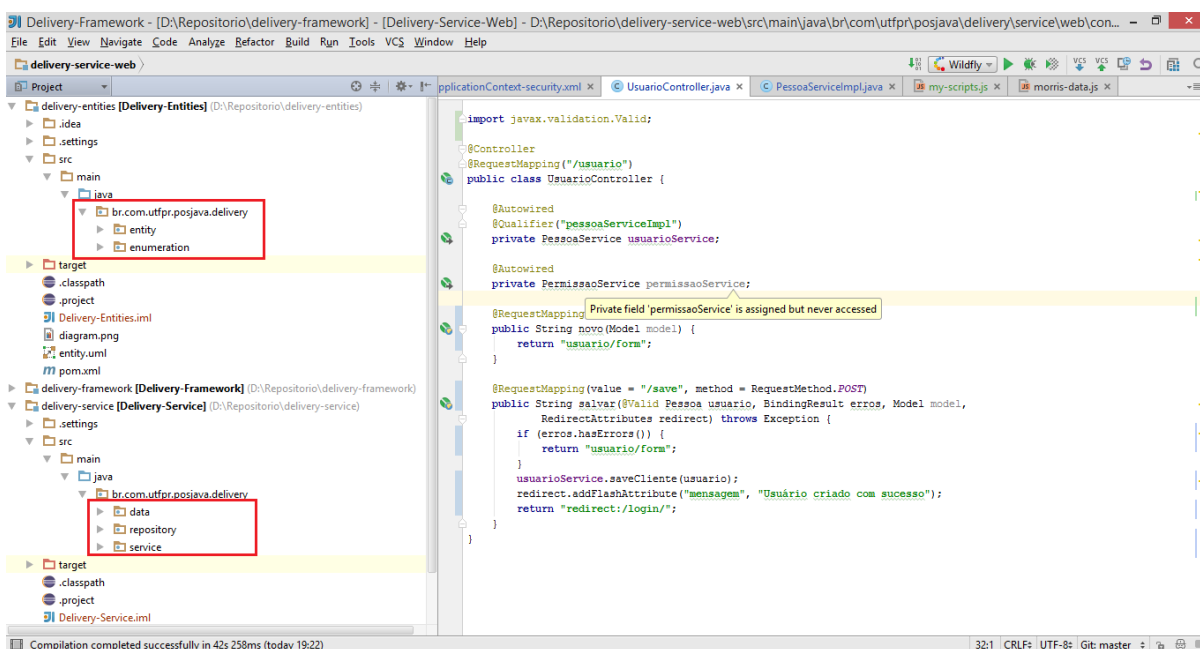 Delivery-Framework - [D:\Repositorio\delivery-framework] - [Delivery-Service-Web] - D:\Repositorio\delivery-service-web\src\main\java\br\com\utfpr\posjava\delivery\service\web\con...
File Edit View Navigate Code Analyze Refactor Build Run Tools VCS Window Help
delivery-service-web
Wildfly
VCS VCS
Project
pplicationContext-security.xml × UsuarioController.java × PessoaServiceImpl.java × my-scripts.js × morris-data.js ×
delivery-entities [Delivery-Entities] (D:\Repositorio\delivery-entities)
.idea
.settings
src
main
java
br.com.utfpr.posjava.delivery
entity
enumeration
target
.classpath
.project
Delivery-Entities.iml
diagram.png
entity.uml
pom.xml
delivery-framework [Delivery-Framework] (D:\Repositorio\delivery-framework)
delivery-service [Delivery-Service] (D:\Repositorio\delivery-service)
.settings
src
main
java
br.com.utfpr.posjava.delivery
data
repository
service
target
.classpath
.project
Delivery-Service.iml
import javax.validation.Valid;
@Controller
@RequestMapping("/usuario")
public class UsuarioController {
@Autowired
@Qualifier("pessoaServiceImpl")
private PessoaService usuarioService;
@Autowired
private PermissaoService permissaoService;
Private field 'permissaoService' is assigned but never accessed
@RequestMapping
public String novo(Model model) {
return "usuario/form";
}
@RequestMapping(value = "/save", method = RequestMethod.POST)
public String salvar(@Valid Pessoa usuario, BindingResult erros, Model model,
RedirectAttributes redirect) throws Exception {
if (erros.hasErrors()) {
return "usuario/form";
}
usuarioService.saveCliente(usuario);
redirect.addFlashAttribute("mensagem", "Usuário criado com sucesso");
return "redirect:/login/";
}
}
Compilation completed successfully in 42s 258ms (today 19:22)
32:1 CRLF UTF-8 Git: master